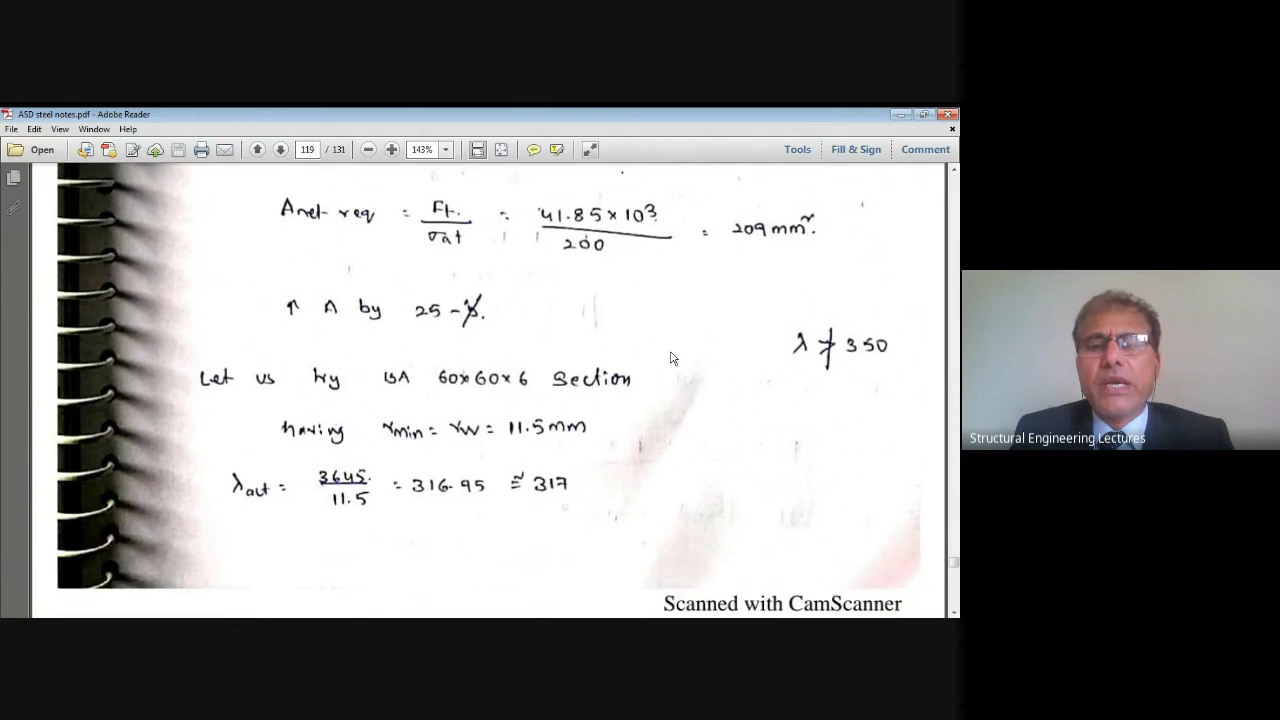 ASD steel notes.pdf - Adobe Reader
File Edit View Window Help
Open 119 / 131 143% Tools Fill & Sign Comment
Anet req = Ft. / σat = 41.85 × 10³ / 200 = 209 mm².
↑ A by 25 %.
λ ≯ 350
Let us try ISA 60×60×6 Section
having rmin = rvv = 11.5mm
λact = 3645. / 11.5 = 316.95 ≅ 317
Scanned with CamScanner
Structural Engineering Lectures